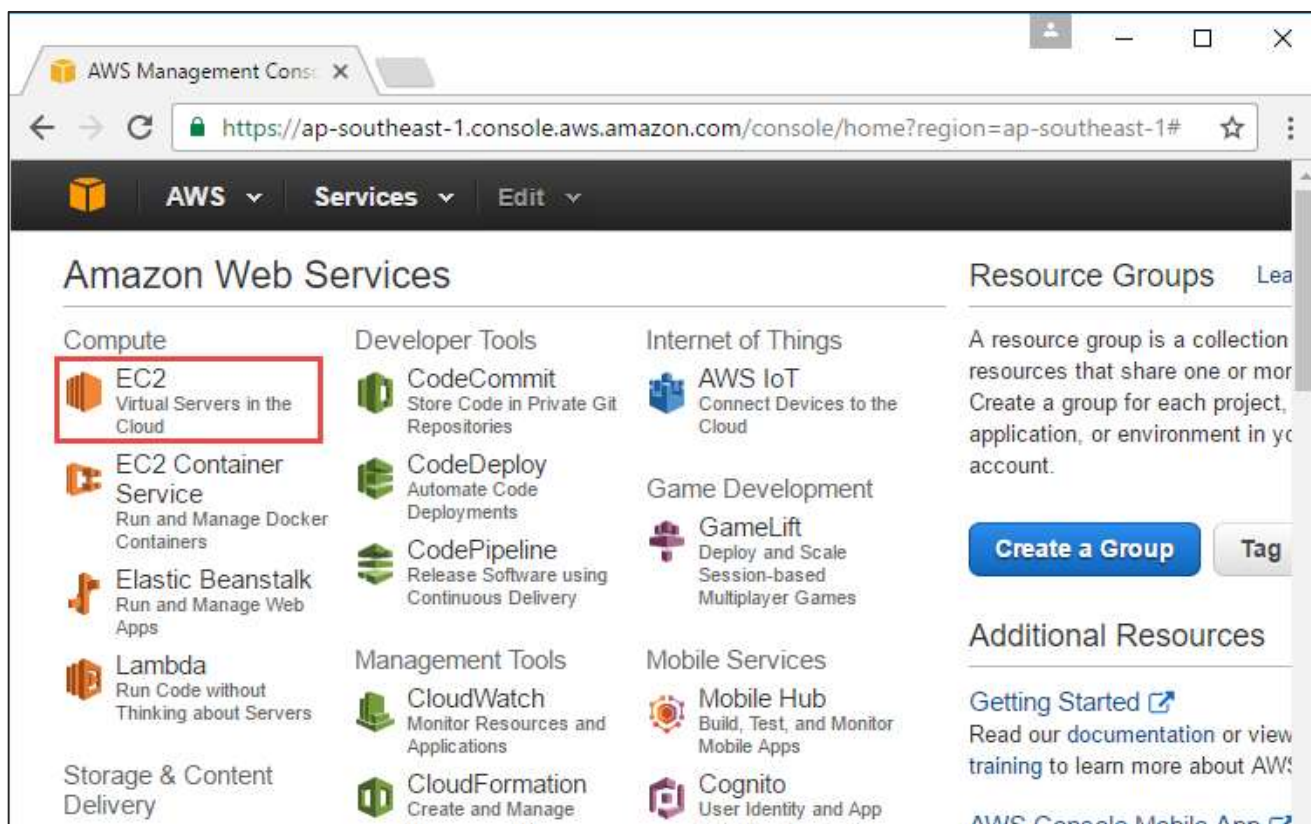 AWS Management Cons
https://ap-southeast-1.console.aws.amazon.com/console/home?region=ap-southeast-1#
AWS
Services
Edit
Amazon Web Services
Compute
EC2
Virtual Servers in the
Cloud
EC2 Container
Service
Run and Manage Docker
Containers
Elastic Beanstalk
Run and Manage Web
Apps
Lambda
Run Code without
Thinking about Servers
Storage & Content
Delivery
Developer Tools
CodeCommit
Store Code in Private Git
Repositories
CodeDeploy
Automate Code
Deployments
CodePipeline
Release Software using
Continuous Delivery
Management Tools
CloudWatch
Monitor Resources and
Applications
CloudFormation
Create and Manage
Internet of Things
AWS IoT
Connect Devices to the
Cloud
Game Development
GameLift
Deploy and Scale
Session-based
Multiplayer Games
Mobile Services
Mobile Hub
Build, Test, and Monitor
Mobile Apps
Cognito
User Identity and App
Resource Groups
Lea
A resource group is a collection
resources that share one or mor
Create a group for each project,
application, or environment in yo
account.
Create a Group
Tag
Additional Resources
Getting Started
Read our documentation or view
training to learn more about AWS
AWS Console Mobile App